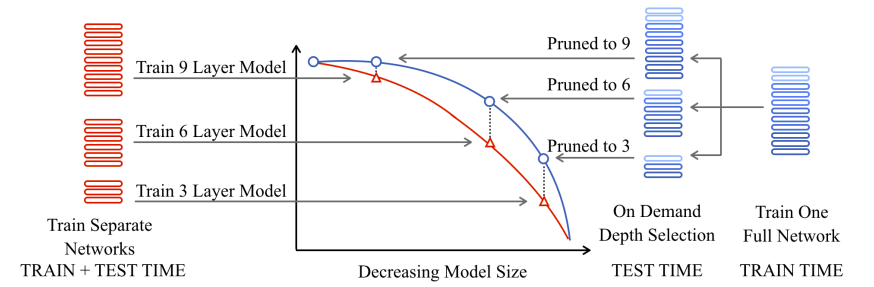 Train 9 Layer Model
Train 6 Layer Model
Train 3 Layer Model
Train Separate
Networks
TRAIN + TEST TIME
Decreasing Model Size
Pruned to 9
Pruned to 6
Pruned to 3
On Demand
Depth Selection
TEST TIME
Train One
Full Network
TRAIN TIME